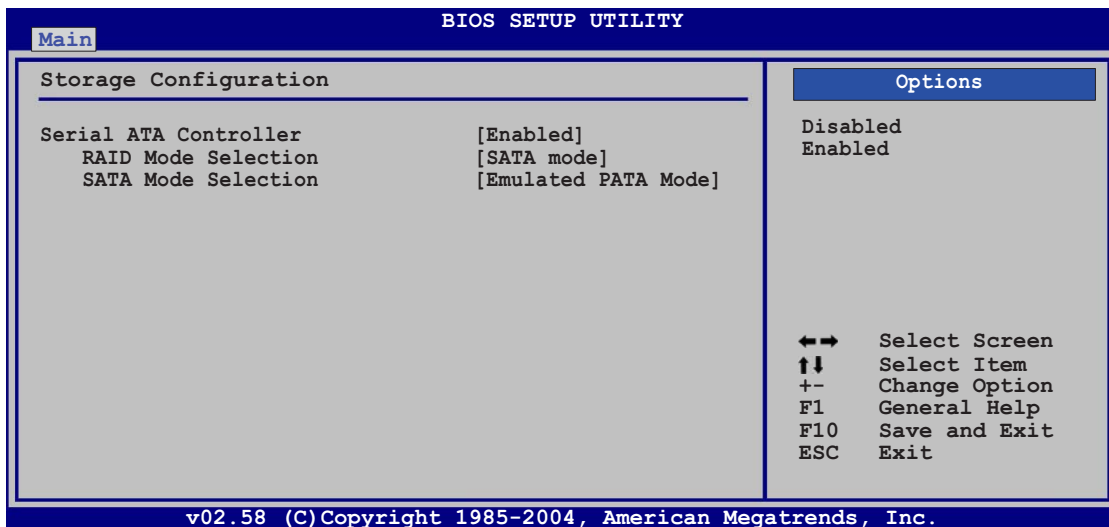 BIOS SETUP UTILITY
Main
Storage Configuration
Serial ATA Controller [Enabled]
RAID Mode Selection [SATA mode]
SATA Mode Selection [Emulated PATA Mode]
Options
Disabled
Enabled
←→ Select Screen
↑↓ Select Item
+- Change Option
F1 General Help
F10 Save and Exit
ESC Exit
v02.58 (C)Copyright 1985-2004, American Megatrends, Inc.